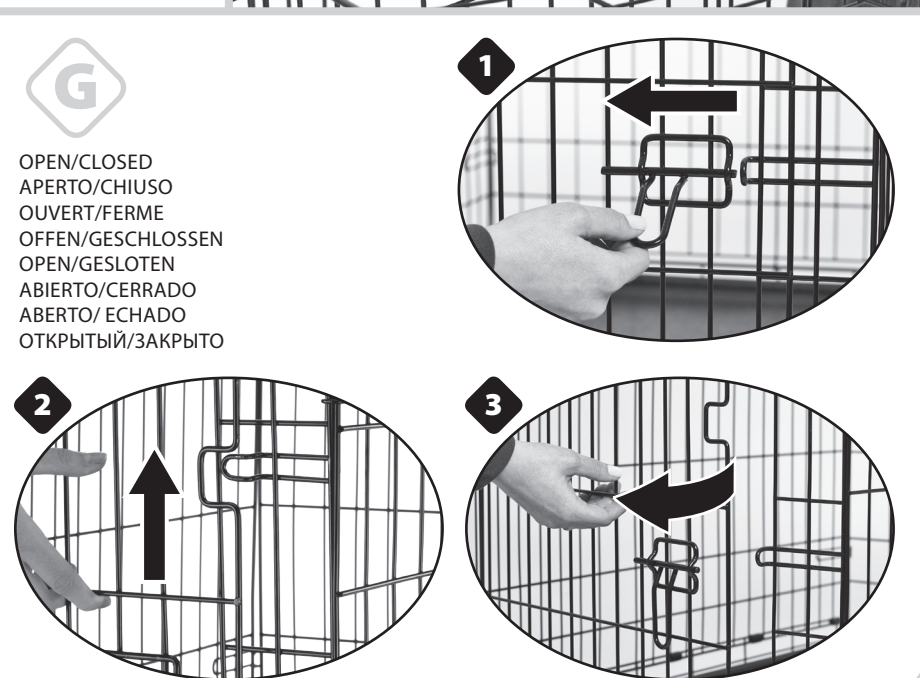 G
OPEN/CLOSED
APERTO/CHIUSO
OUVERT/FERME
OFFEN/GESCHLOSSEN
OPEN/GESLOTEN
ABIERTO/CERRADO
ABERTO/ ECHADO
ОТКРЫТЫЙ/ЗАКРЫТО
1
2
3